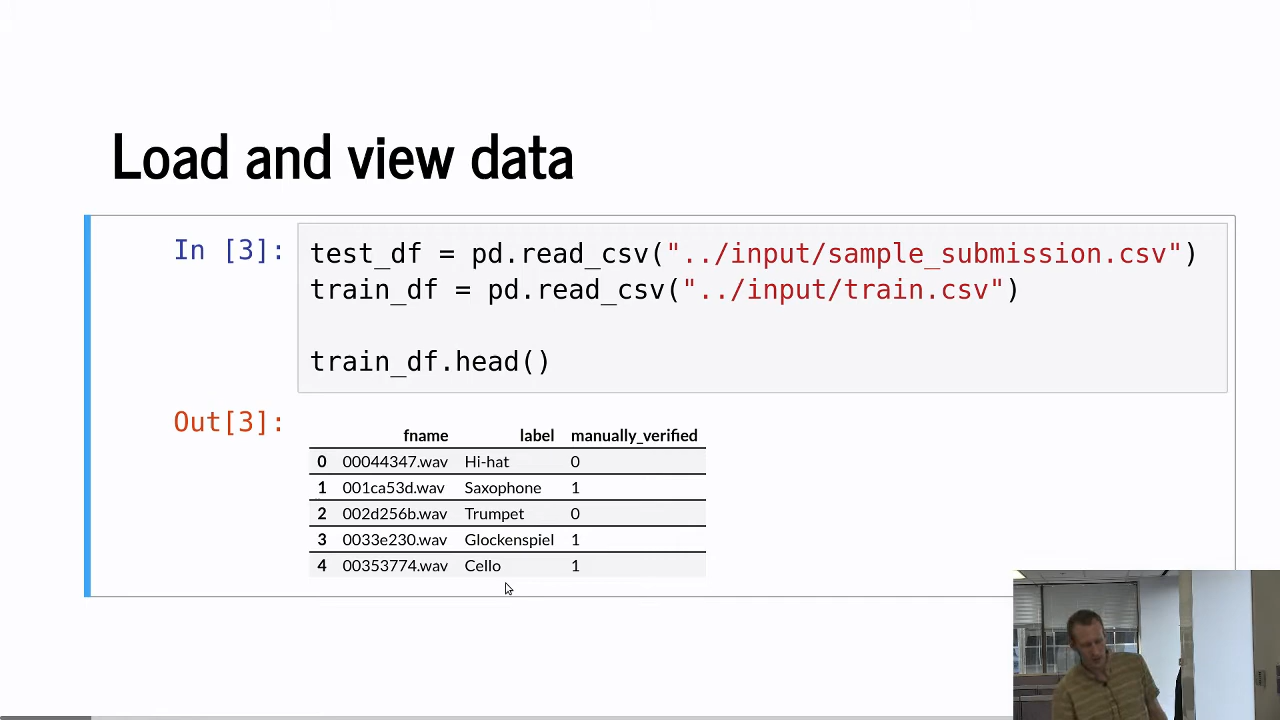 Load and view data
In [3]:
test_df = pd.read_csv("../input/sample_submission.csv")
train_df = pd.read_csv("../input/train.csv")
train_df.head()
Out[3]:
fname label manually_verified
0 00044347.wav Hi-hat 0
1 001ca53d.wav Saxophone 1
2 002d256b.wav Trumpet 0
3 0033e230.wav Glockenspiel 1
4 00353774.wav Cello 1